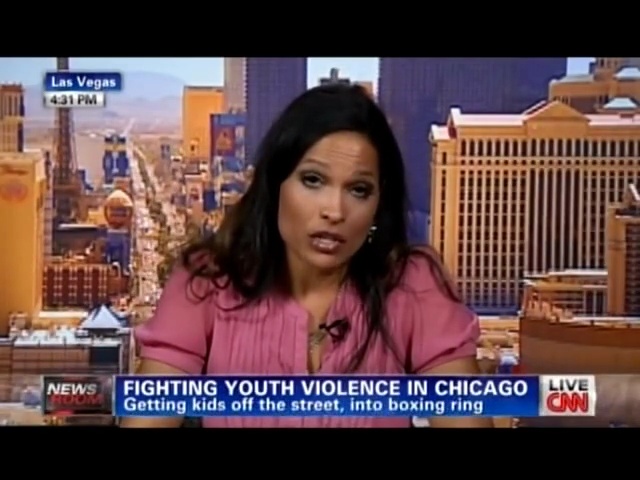 Las Vegas
4:31 PM
FIGHTING YOUTH VIOLENCE IN CHICAGO
Getting kids off the street, into boxing ring
NEWS
ROOM
LIVE
CNN